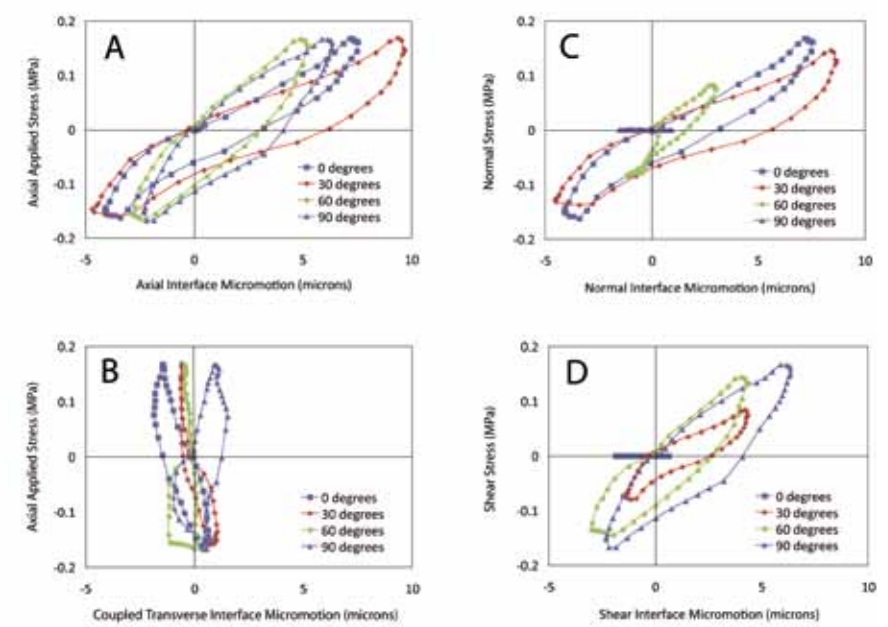 A
Axial Applied Stress (MPa)
0.2
0.1
0
-0.1
-0.2
-5
0
5
10
0 degrees
30 degrees
60 degrees
90 degrees
Axial Interface Micromotion (microns)
C
Normal Stress (MPa)
0.2
0.1
0
-0.1
-0.2
-5
0
5
10
0 degrees
30 degrees
60 degrees
90 degrees
Normal Interface Micromotion (microns)
B
Axial Applied Stress (MPa)
0.2
0.1
0
-0.1
-0.2
-5
0
5
10
0 degrees
30 degrees
60 degrees
90 degrees
Coupled Transverse Interface Micromotion (microns)
D
Shear Stress (MPa)
0.2
0.1
0
-0.1
-0.2
-5
0
5
10
0 degrees
30 degrees
60 degrees
90 degrees
Shear Interface Micromotion (microns)